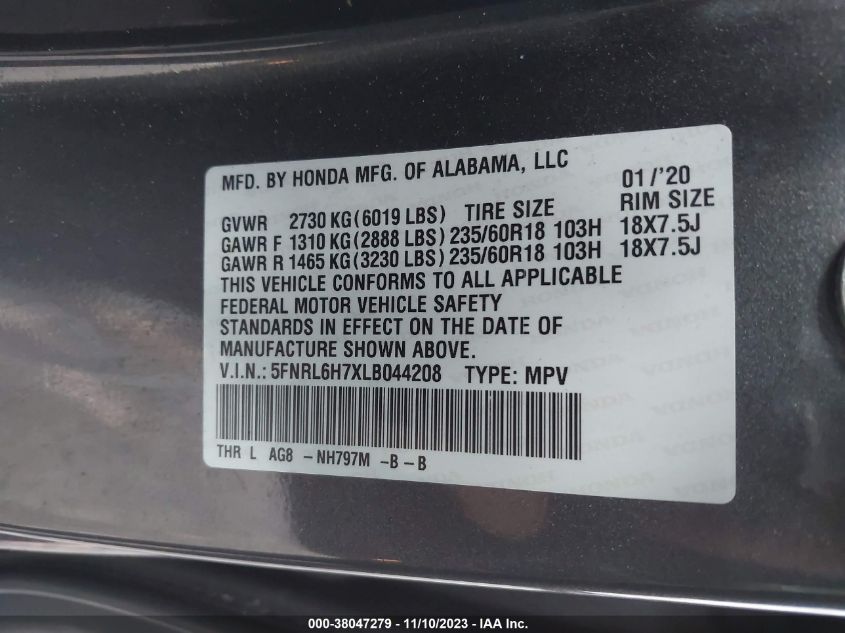 MFD. BY HONDA MFG. OF ALABAMA, LLC 01/'20
GVWR 2730 KG(6019 LBS) TIRE SIZE RIM SIZE
GAWR F 1310 KG(2888 LBS) 235/60R18 103H 18X7.5J
GAWR R 1465 KG(3230 LBS) 235/60R18 103H 18X7.5J
THIS VEHICLE CONFORMS TO ALL APPLICABLE
FEDERAL MOTOR VEHICLE SAFETY
STANDARDS IN EFFECT ON THE DATE OF
MANUFACTURE SHOWN ABOVE.
V.I.N.: 5FNRL6H7XLB044208 TYPE: MPV
THR L AG8 -NH797M -B-B
000-38047279 - 11/10/2023 - IAA Inc.